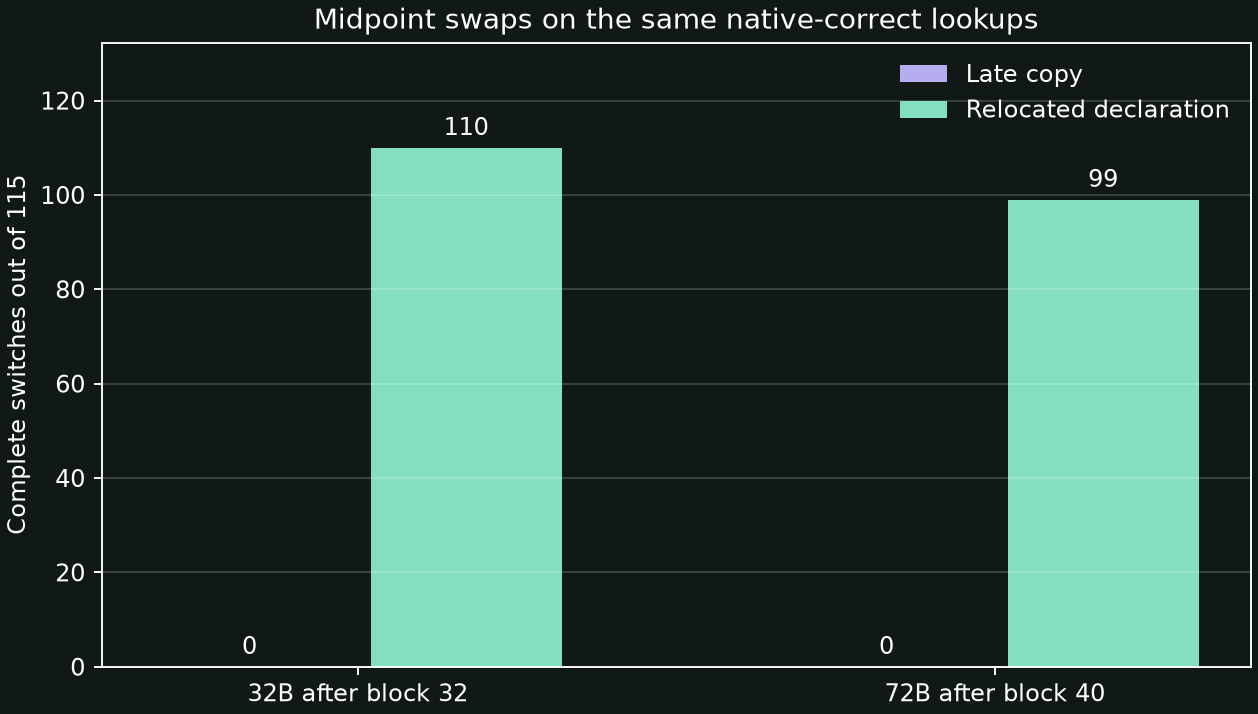 Midpoint swaps on the same native-correct lookups
Late copy
Relocated declaration
Complete switches out of 115
120
100
80
60
40
20
0
0
110
0
99
32B after block 32
72B after block 40